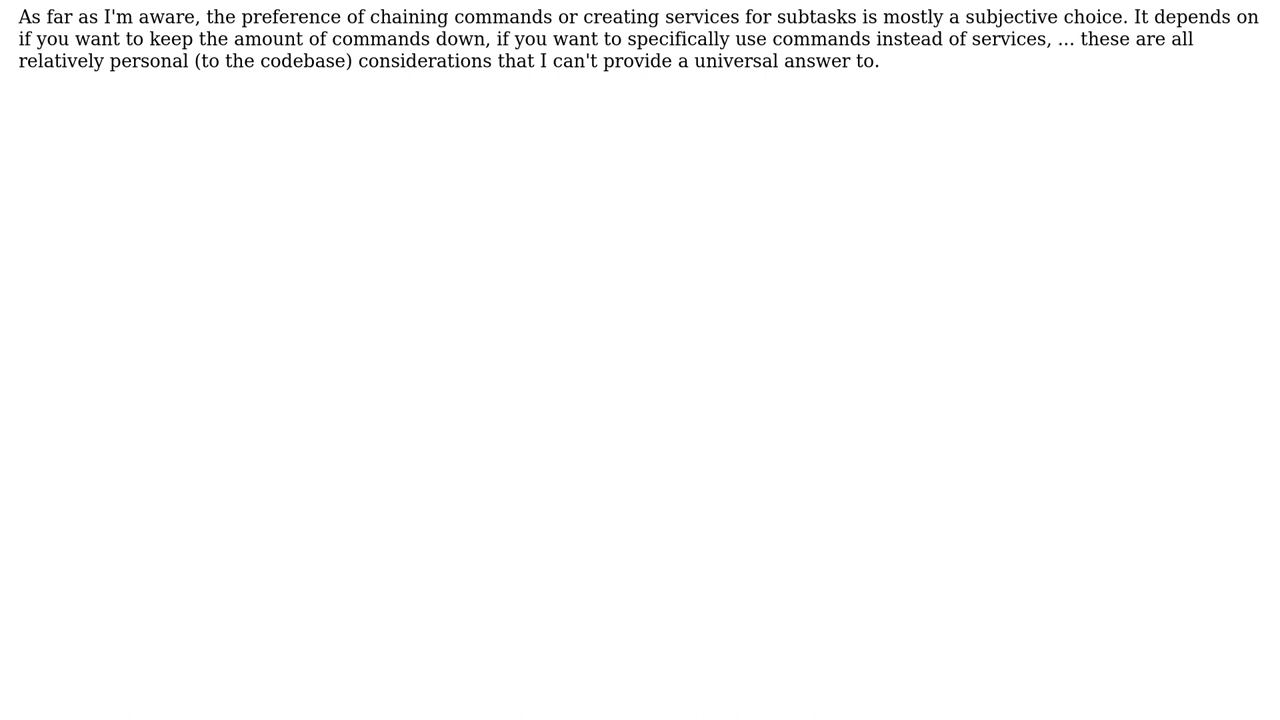 As far as I'm aware, the preference of chaining commands or creating services for subtasks is mostly a subjective choice. It depends on
if you want to keep the amount of commands down, if you want to specifically use commands instead of services, ... these are all
relatively personal (to the codebase) considerations that I can't provide a universal answer to.